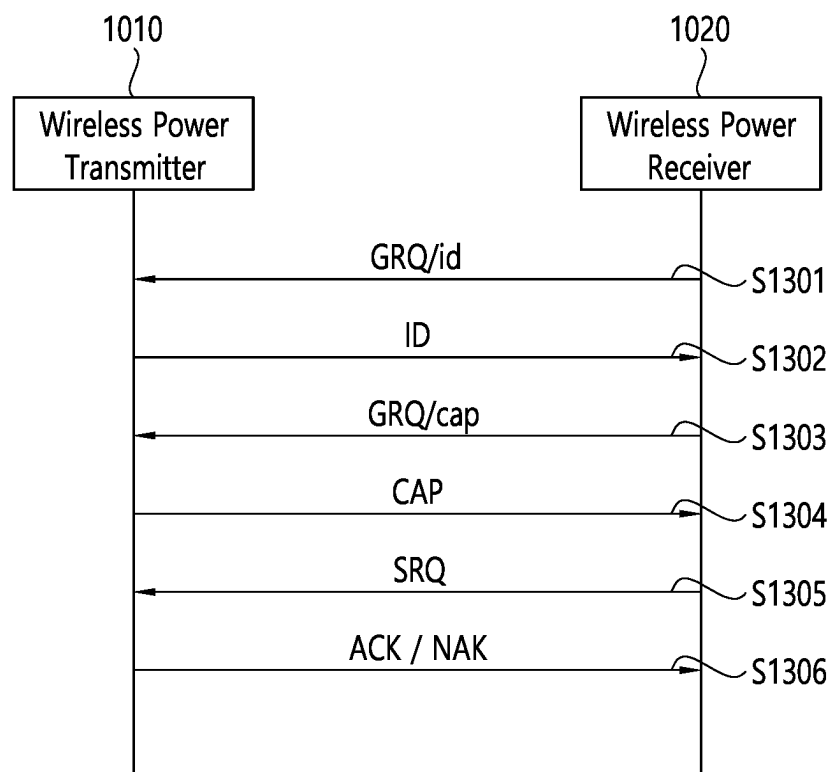 1010
1020
Wireless Power
Transmitter
Wireless Power
Receiver
GRQ/id
S1301
ID
S1302
GRQ/cap
S1303
CAP
S1304
SRQ
S1305
ACK / NAK
S1306